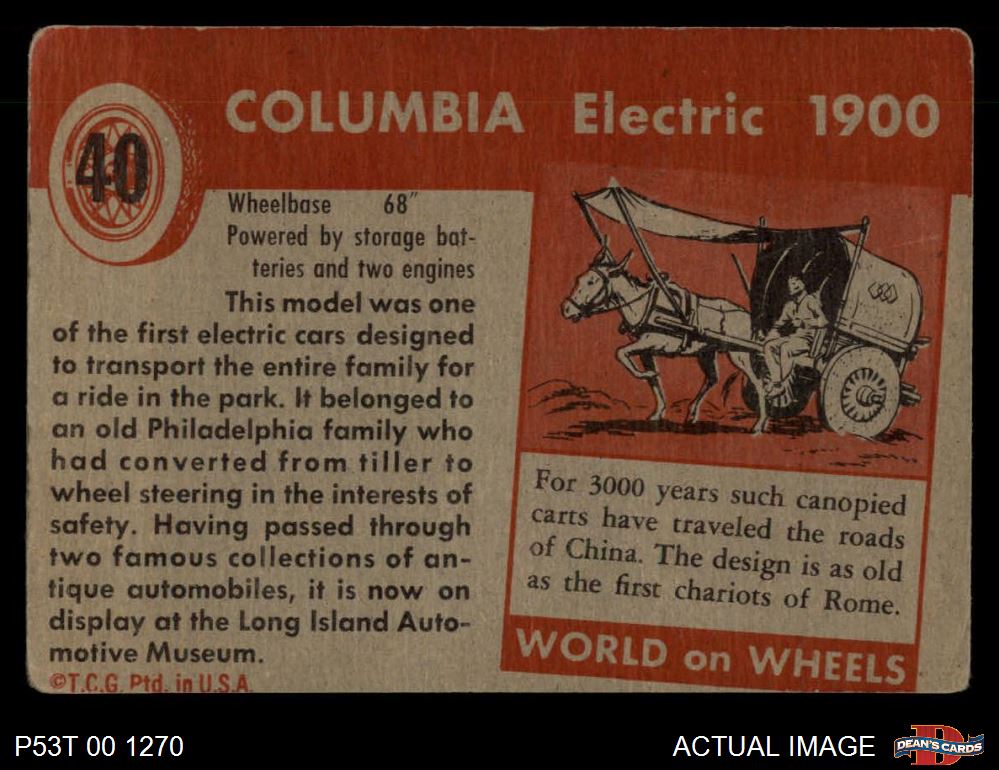 40
COLUMBIA Electric 1900
Wheelbase 68"
Powered by storage bat-
teries and two engines
This model was one
of the first electric cars designed
to transport the entire family for
a ride in the park. It belonged to
an old Philadelphia family who
had converted from tiller to
wheel steering in the interests of
safety. Having passed through
two famous collections of an-
tique automobiles, it is now on
display at the Long Island Auto-
motive Museum.
©T.C.G. Ptd. in U.S.A.
For 3000 years such canopied
carts have traveled the roads
of China. The design is as old
as the first chariots of Rome.
WORLD on WHEELS
P53T 00 1270
ACTUAL IMAGE
D
DEAN'S CARDS